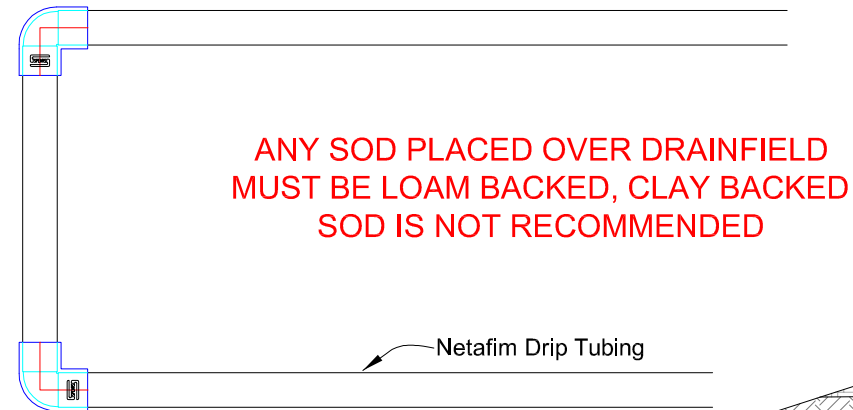 ANY SOD PLACED OVER DRAINFIELD
MUST BE LOAM BACKED, CLAY BACKED
SOD IS NOT RECOMMENDED
Netafim Drip Tubing